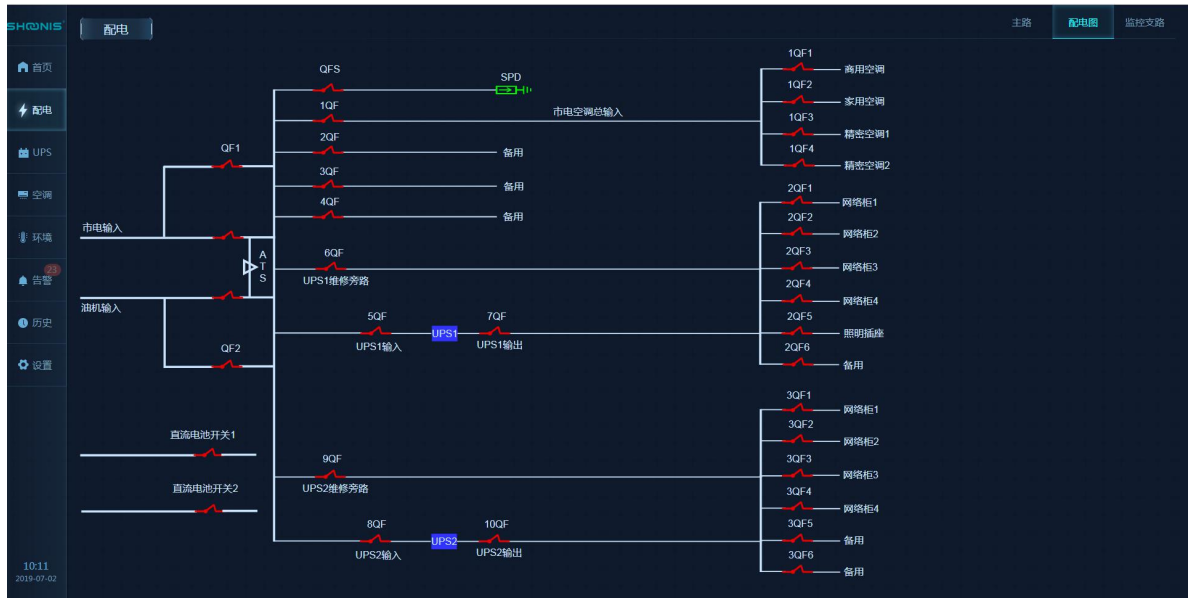 SHONIS
配电
主路
配电图
监控支路
首页
配电
UPS
空调
环境
23
告警
历史
设置
10:11
2019-07-02
市电输入
油机输入
QF1
QF2
A
T
S
直流电池开关1
直流电池开关2
QFS
SPD
1QF
市电空调总输入
2QF
备用
3QF
备用
4QF
备用
6QF
UPS1维修旁路
5QF
UPS1输入
UPS1
7QF
UPS1输出
9QF
UPS2维修旁路
8QF
UPS2输入
UPS2
10QF
UPS2输出
1QF1
商用空调
1QF2
家用空调
1QF3
精密空调1
1QF4
精密空调2
2QF1
网络柜1
2QF2
网络柜2
2QF3
网络柜3
2QF4
网络柜4
2QF5
照明插座
2QF6
备用
3QF1
网络柜1
3QF2
网络柜2
3QF3
网络柜3
3QF4
网络柜4
3QF5
备用
3QF6
备用